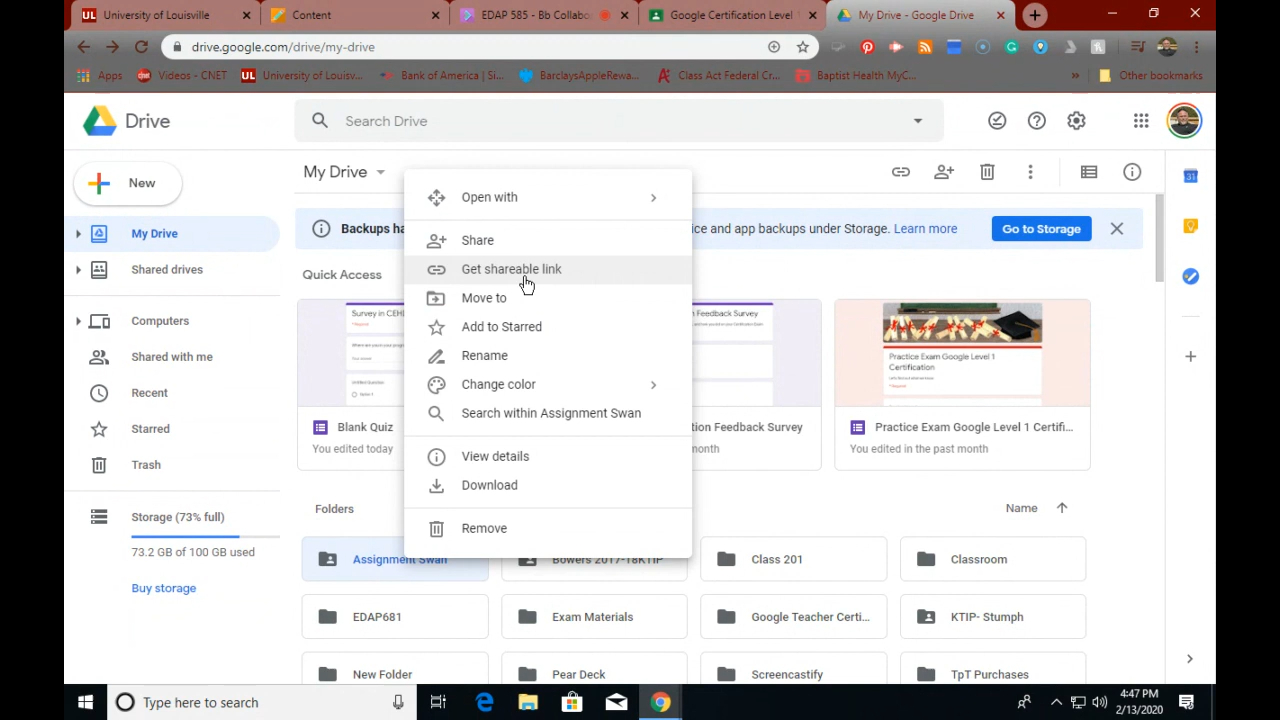 University of Louisville
Content
EDAP 585 - Bb Collabo
Google Certification Level
My Drive - Google Drive
drive.google.com/drive/my-drive
Apps
Videos - CNET
University of Louisv...
Bank of America | Si...
BarclaysAppleRewa...
Class Act Federal Cr...
Baptist Health MyC...
Other bookmarks
Drive
Search Drive
New
My Drive
Open with
My Drive
Backups ha
ice and app backups under Storage. Learn more
Go to Storage
Share
Shared drives
Get shareable link
Quick Access
Move to
Computers
Add to Starred
Shared with me
Rename
Recent
Change color
Starred
Search within Assignment Swan
Survey in CEH
n Feedback Survey
Practice Exam Google Level 1
Certification
Blank Quiz
You edited today
tion Feedback Survey
month
Practice Exam Google Level 1 Certifi...
You edited in the past month
Trash
View details
Download
Remove
Storage (73% full)
73.2 GB of 100 GB used
Buy storage
Folders
Name
Assignment Swan
Bowers 2017-18KTIP
Class 201
Classroom
EDAP681
Exam Materials
Google Teacher Certi...
KTIP- Stumph
New Folder
Pear Deck
Screencastify
TpT Purchases
Type here to search
4:47 PM
2/13/2020